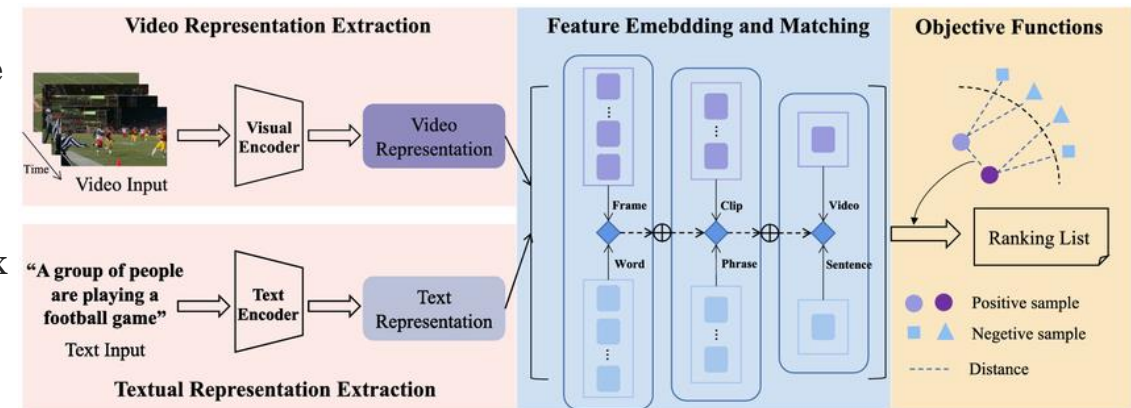 Video Representation Extraction
Time
Video Input
Visual
Encoder
Video
Representation
“A group of people
are playing a
football game”
Text Input
Text
Encoder
Text
Representation
Textual Representation Extraction
Feature Emebdding and Matching
Frame
Word
Clip
Phrase
Video
Sentence
Objective Functions
Ranking List
Positive sample
Negetive sample
Distance